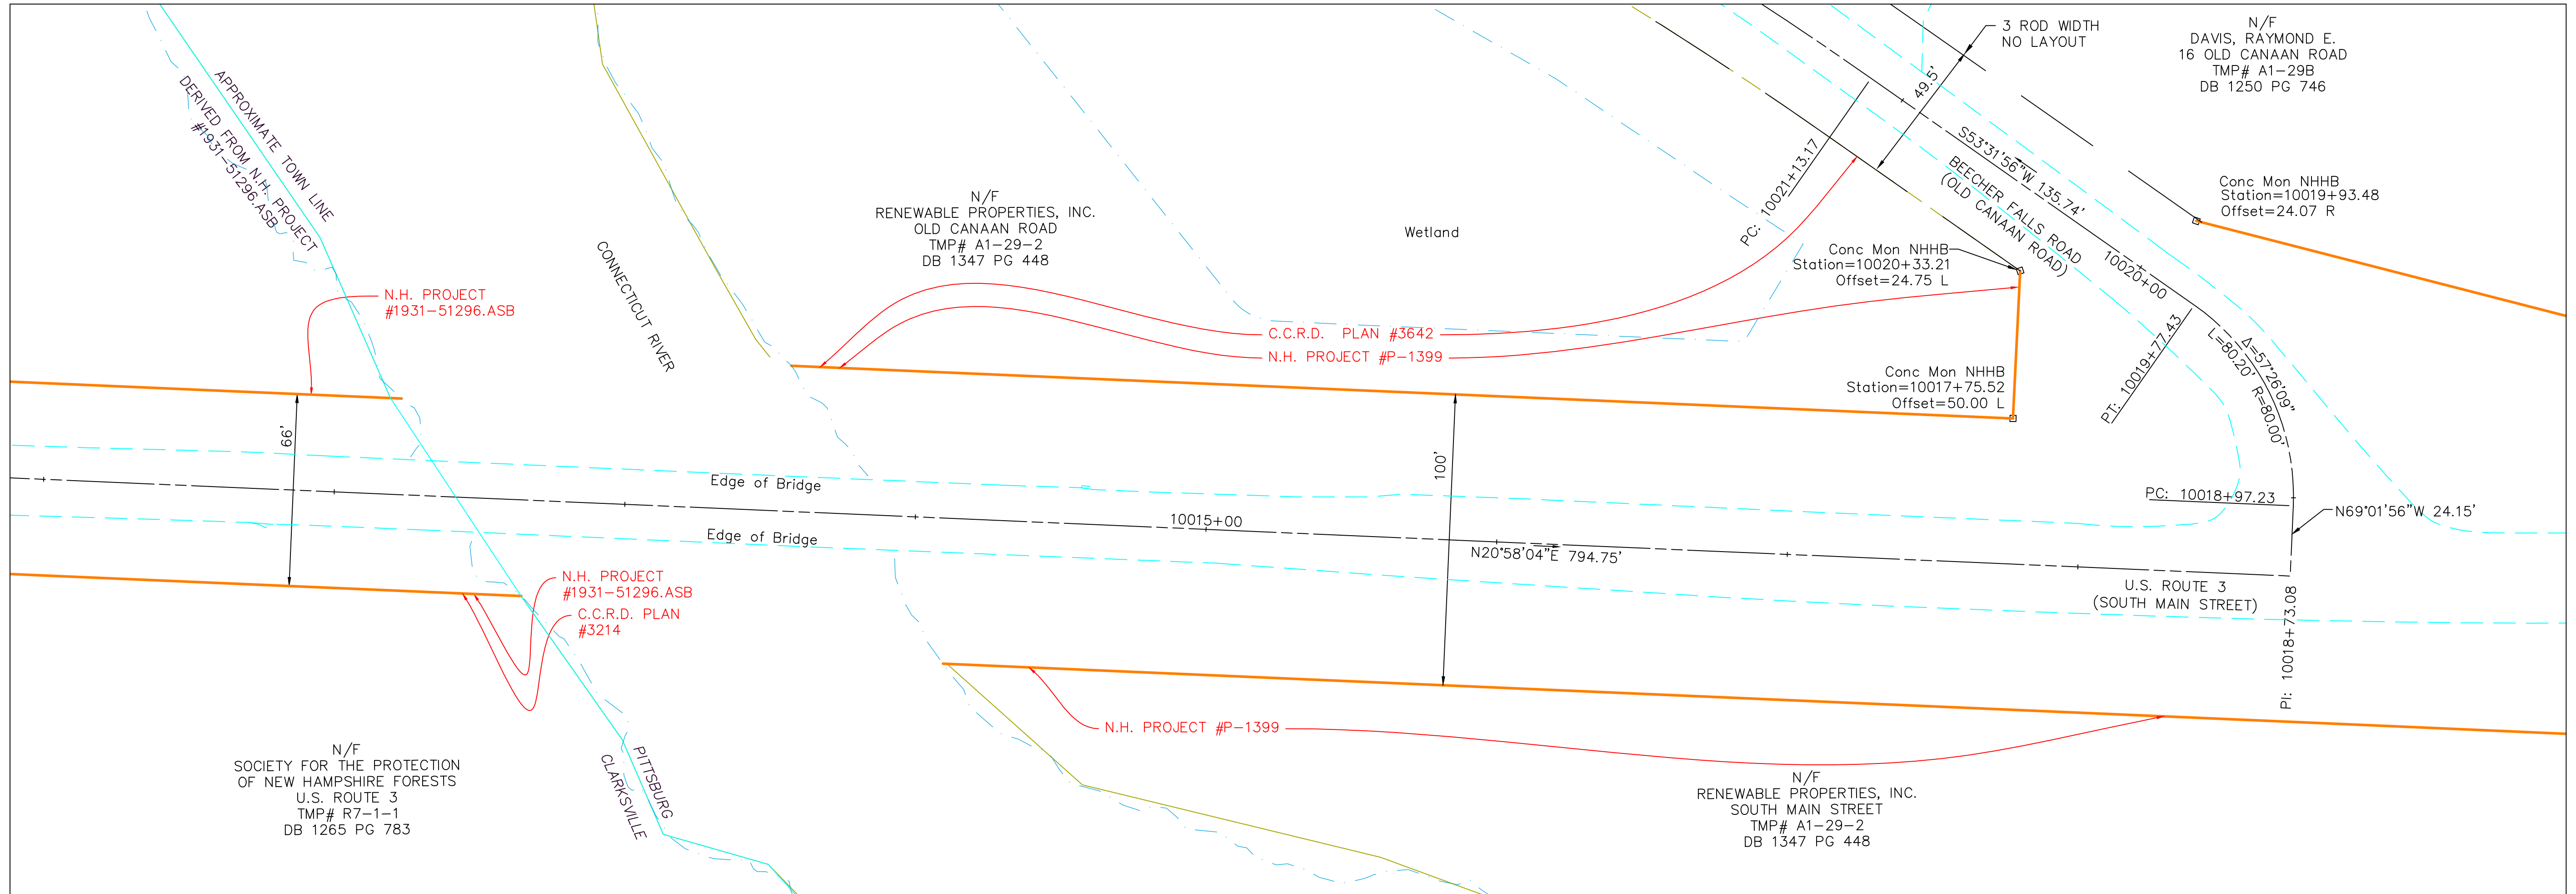 3 ROD WIDTH
NO LAYOUT
N/F
DAVIS, RAYMOND E.
16 OLD CANAAN ROAD
TMP# A1-29B
DB 1250 PG 746
49.5'
APPROXIMATE TOWN LINE
DERIVED FROM N.H. PROJECT
#1931-51296.ASB
S53°31'56"W 135.74'
BEECHER FALLS ROAD
(OLD CANAAN ROAD)
PC: 10021+13.17
Conc Mon NHHB
Station=10019+93.48
Offset=24.07 R
N/F
RENEWABLE PROPERTIES, INC.
OLD CANAAN ROAD
TMP# A1-29-2
DB 1347 PG 448
Wetland
CONNECTICUT RIVER
Conc Mon NHHB
Station=10020+33.21
Offset=24.75 L
10020+00
N.H. PROJECT
#1931-51296.ASB
C.C.R.D. PLAN #3642
N.H. PROJECT #P-1399
PT: 10019+77.43
Δ=57°26'09"
L=80.20' R=80.00'
Conc Mon NHHB
Station=10017+75.52
Offset=50.00 L
66'
100'
Edge of Bridge
PC: 10018+97.23
N69°01'56"W 24.15'
10015+00
Edge of Bridge
N20°58'04"E 794.75'
N.H. PROJECT
#1931-51296.ASB
C.C.R.D. PLAN
#3214
U.S. ROUTE 3
(SOUTH MAIN STREET)
PI: 10018+73.08
N.H. PROJECT #P-1399
N/F
SOCIETY FOR THE PROTECTION
OF NEW HAMPSHIRE FORESTS
U.S. ROUTE 3
TMP# R7-1-1
DB 1265 PG 783
PITTSBURG
CLARKSVILLE
N/F
RENEWABLE PROPERTIES, INC.
SOUTH MAIN STREET
TMP# A1-29-2
DB 1347 PG 448